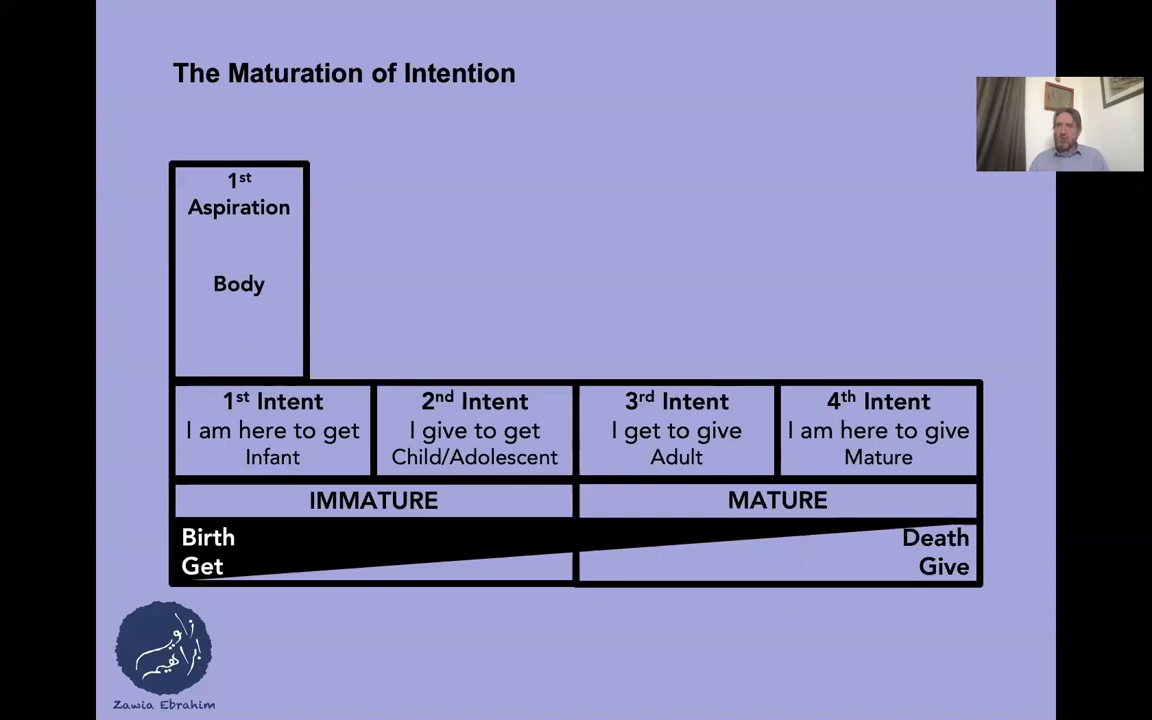 The Maturation of Intention
1st
Aspiration
Body
1st Intent
I am here to get
Infant
2nd Intent
I give to get
Child/Adolescent
3rd Intent
I get to give
Adult
4th Intent
I am here to give
Mature
IMMATURE
MATURE
Birth
Get
Death
Give
زاويه
ابراهيم
Zawia Ebrahim